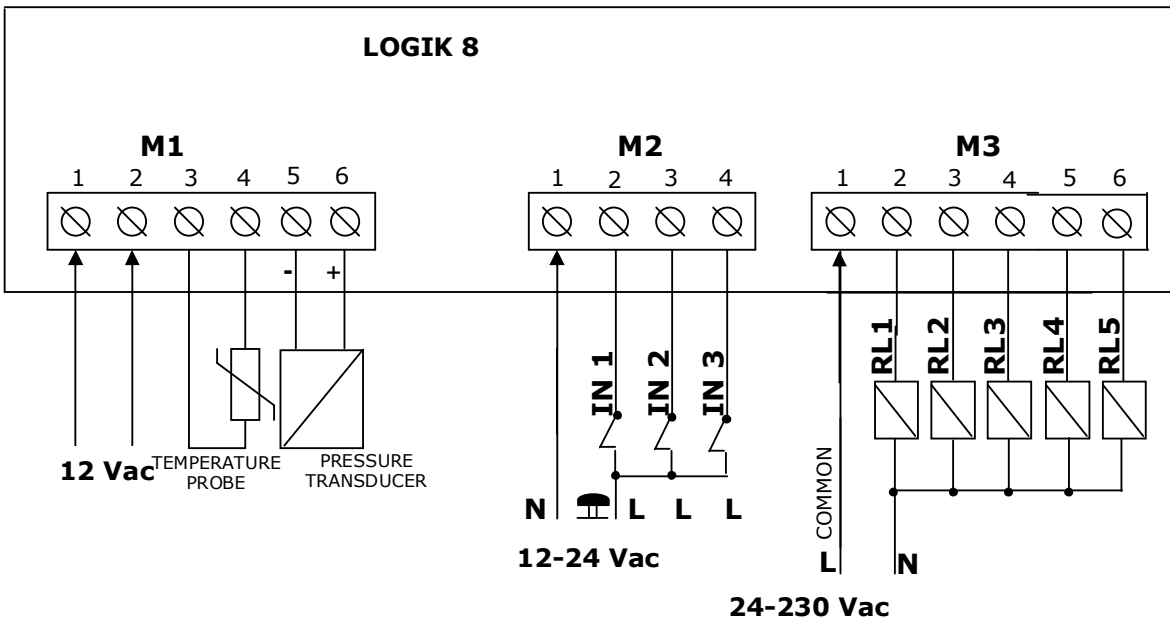 LOGIK 8
M1
M2
M3
1 2 3 4 5 6
1 2 3 4
1 2 3 4 5 6
- +
IN 1
IN 2
IN 3
RL1
RL2
RL3
RL4
RL5
12 Vac
TEMPERATURE
PROBE
PRESSURE
TRANSDUCER
N L L L
12-24 Vac
COMMON
L N
24-230 Vac